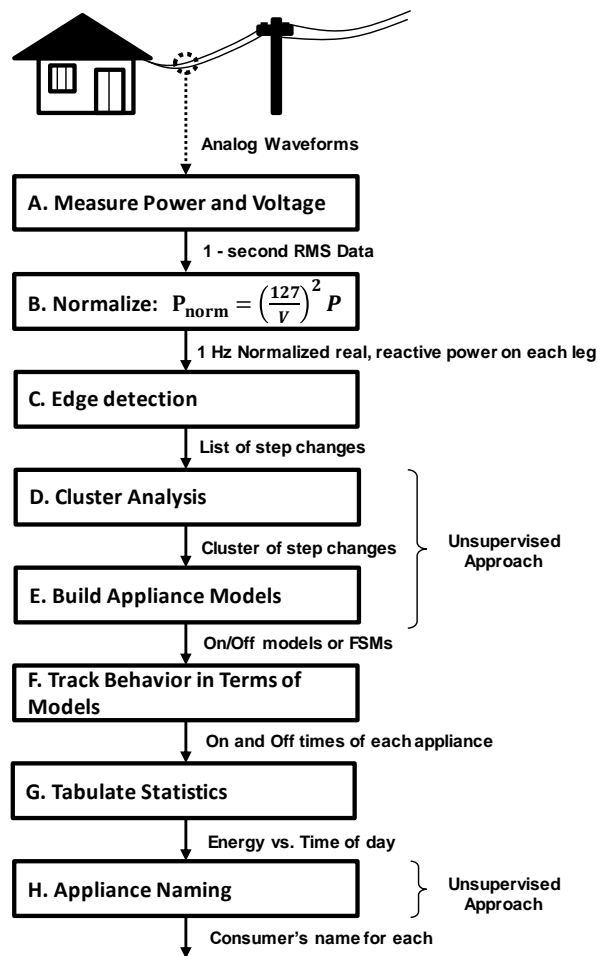 Analog Waveforms
A. Measure Power and Voltage
1 - second RMS Data
B. Normalize: P_norm = (127/V)^2 P
1 Hz Normalized real, reactive power on each leg
C. Edge detection
List of step changes
D. Cluster Analysis
Cluster of step changes
Unsupervised
Approach
E. Build Appliance Models
On/Off models or FSMs
F. Track Behavior in Terms of
Models
On and Off times of each appliance
G. Tabulate Statistics
Energy vs. Time of day
H. Appliance Naming
Unsupervised
Approach
Consumer's name for each